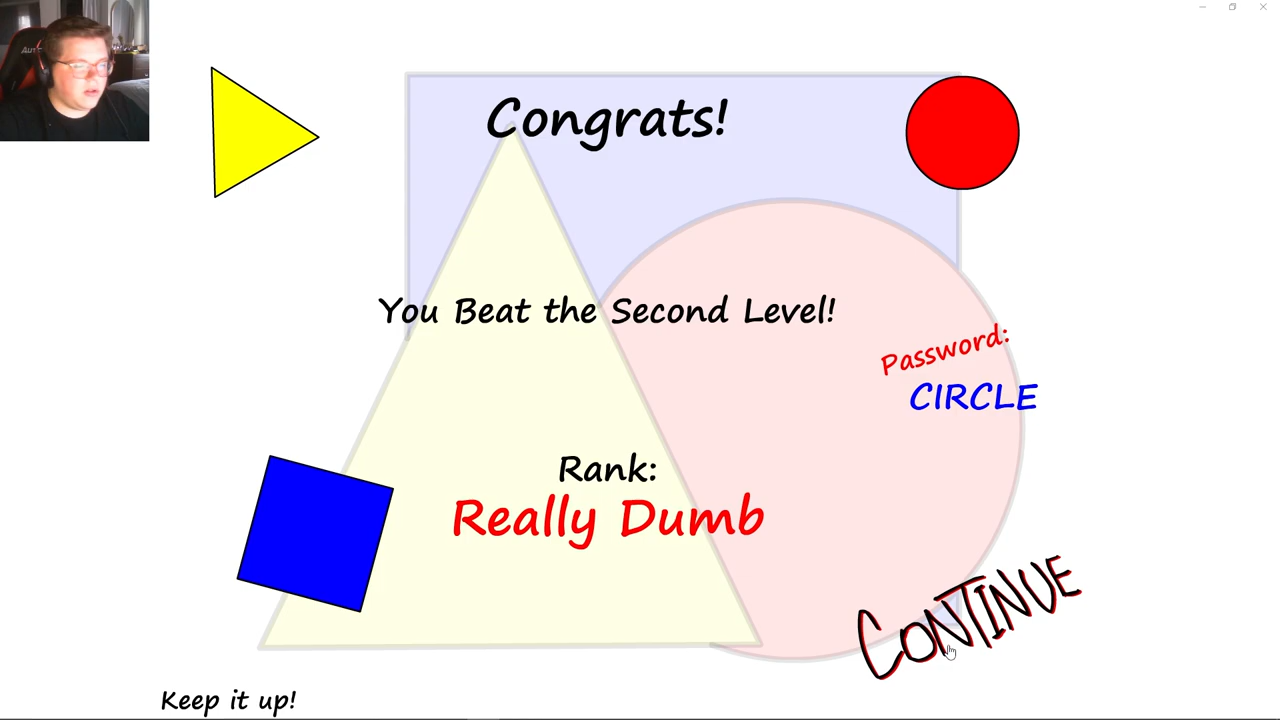 Congrats!
You Beat the Second Level!
Password:
CIRCLE
Rank:
Really Dumb
CONTINUE
Keep it up!